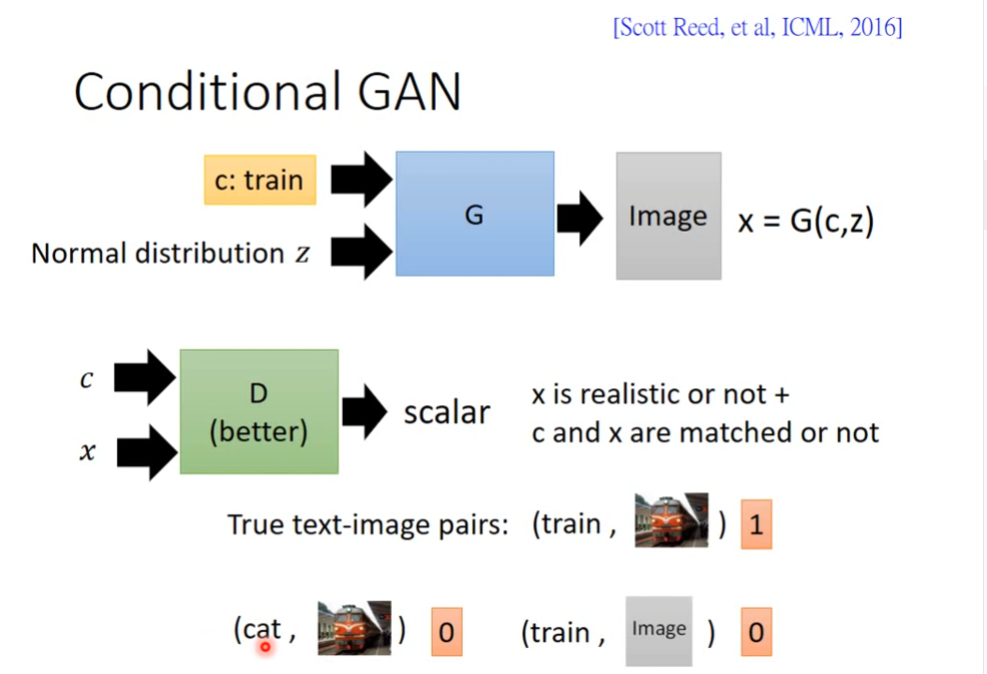 [Scott Reed, et al, ICML, 2016]
Conditional GAN
c: train
Normal distribution z
G
Image
x = G(c,z)
c
x
D
(better)
scalar
x is realistic or not +
c and x are matched or not
True text-image pairs: (train , ) 1
(cat , ) 0
(train , Image ) 0